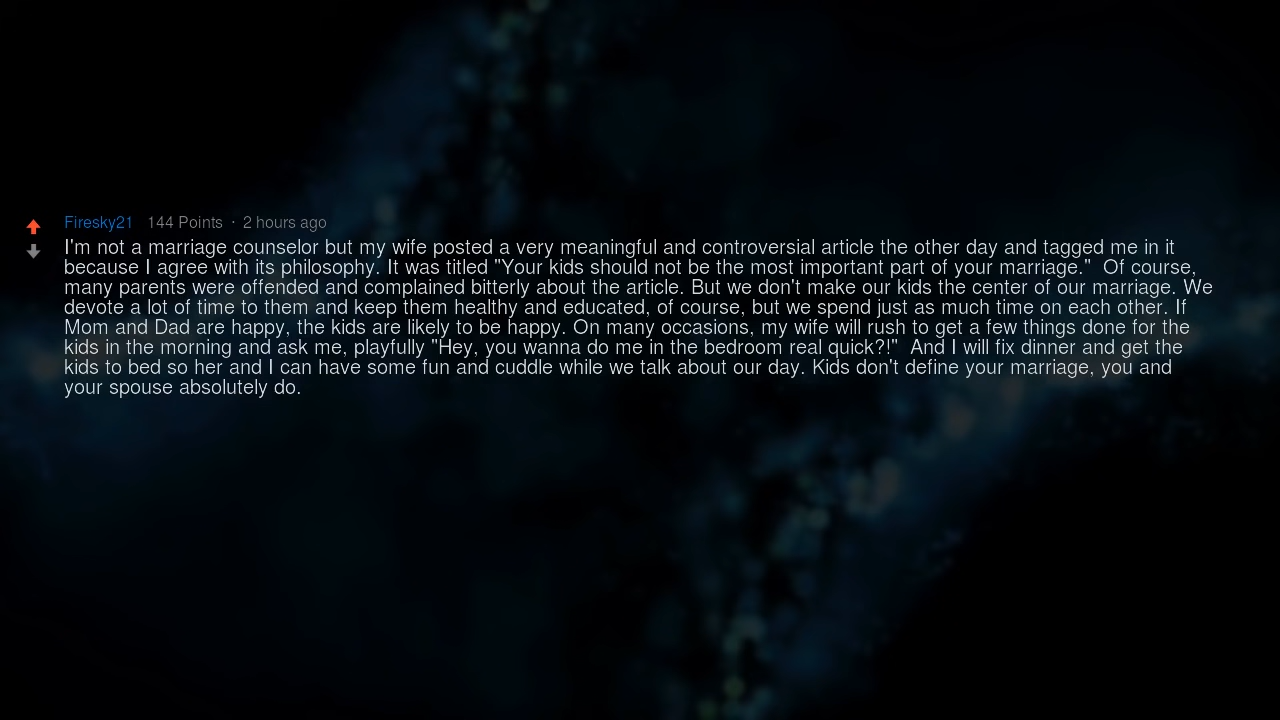 Firesky21 144 Points · 2 hours ago
I'm not a marriage counselor but my wife posted a very meaningful and controversial article the other day and tagged me in it
because I agree with its philosophy. It was titled "Your kids should not be the most important part of your marriage."  Of course,
many parents were offended and complained bitterly about the article. But we don't make our kids the center of our marriage. We
devote a lot of time to them and keep them healthy and educated, of course, but we spend just as much time on each other. If
Mom and Dad are happy, the kids are likely to be happy. On many occasions, my wife will rush to get a few things done for the
kids in the morning and ask me, playfully "Hey, you wanna do me in the bedroom real quick?!"  And I will fix dinner and get the
kids to bed so her and I can have some fun and cuddle while we talk about our day. Kids don't define your marriage, you and
your spouse absolutely do.